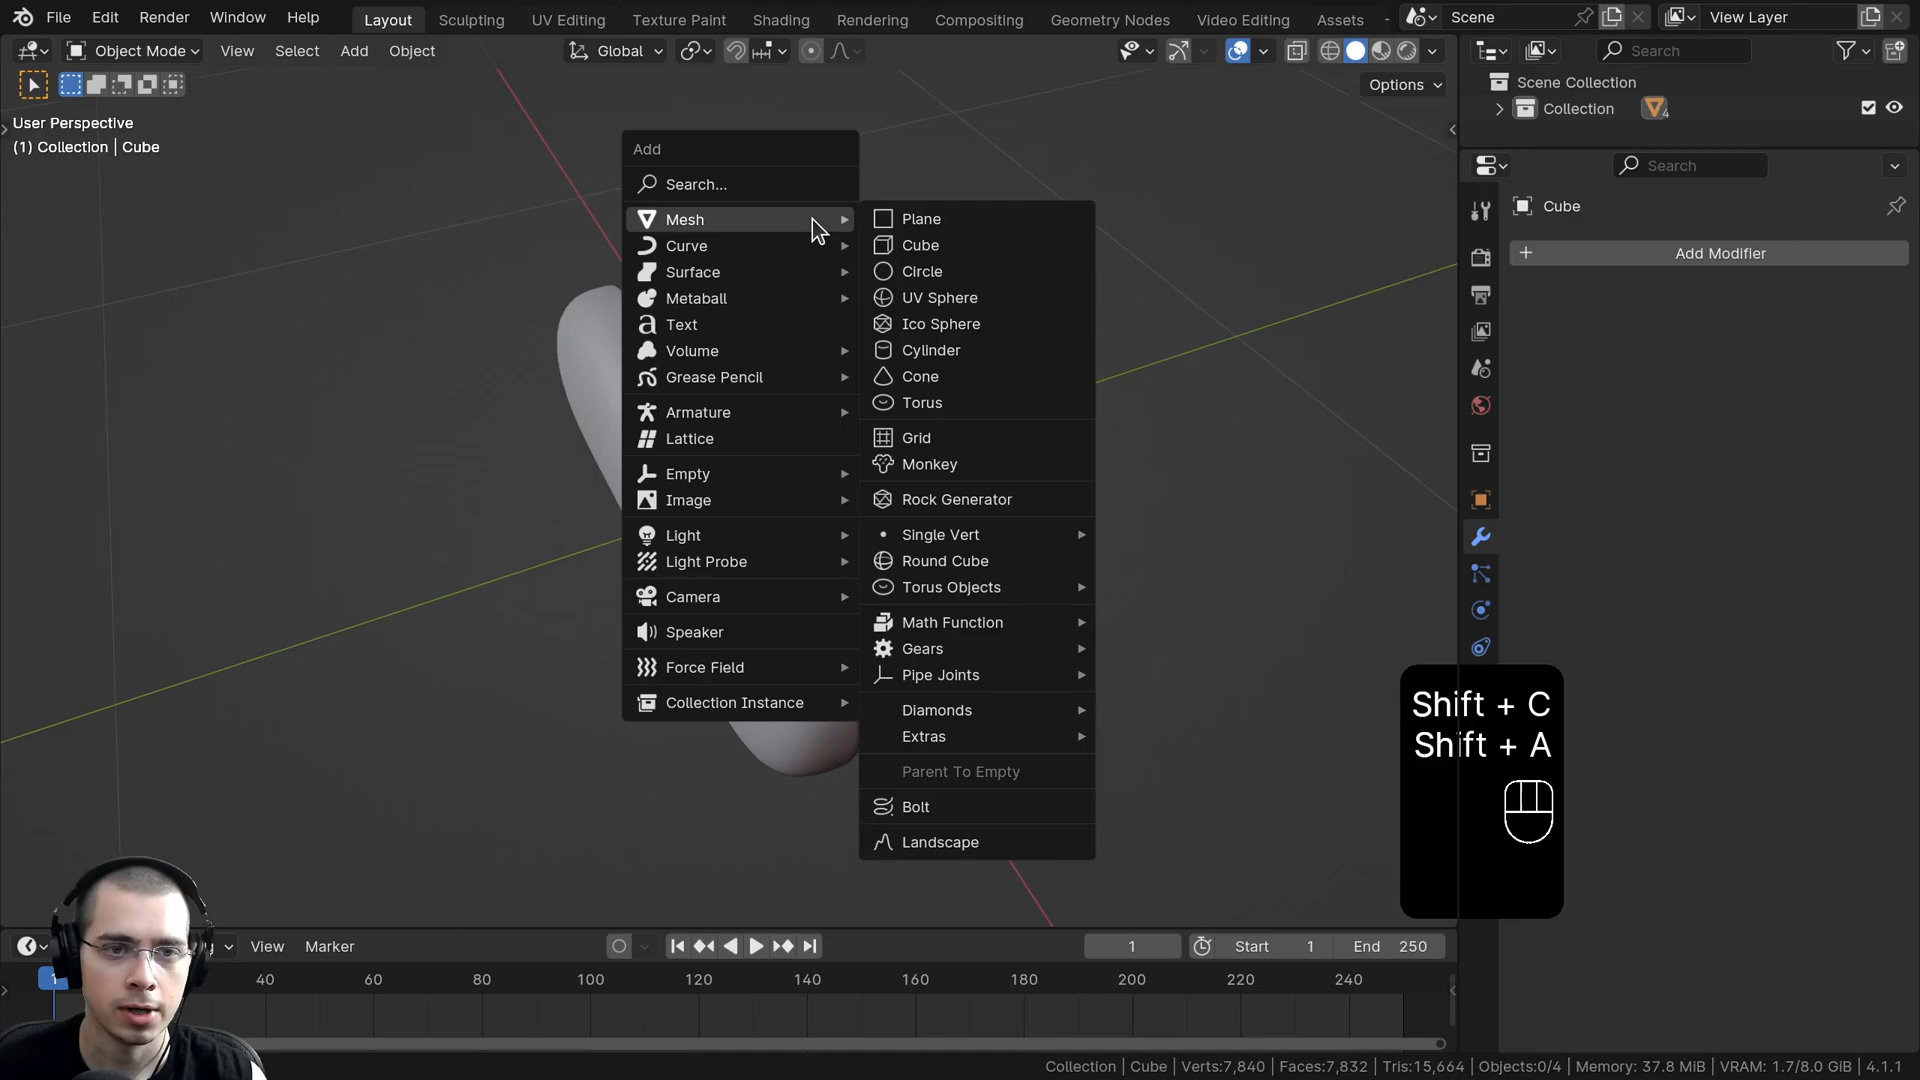 File Edit Render Window Help Layout Sculpting UV Editing Texture Paint Shading Rendering Compositing Geometry Nodes Video Editing Assets Scene View Layer
Object Mode View Select Add Object Global Search
Options
Scene Collection
Collection 4
User Perspective
(1) Collection | Cube
Search
Cube
Add Modifier
Add
Search...
Mesh
Curve
Surface
Metaball
Text
Volume
Grease Pencil
Armature
Lattice
Empty
Image
Light
Light Probe
Camera
Speaker
Force Field
Collection Instance
Plane
Cube
Circle
UV Sphere
Ico Sphere
Cylinder
Cone
Torus
Grid
Monkey
Rock Generator
Single Vert
Round Cube
Torus Objects
Math Function
Gears
Pipe Joints
Diamonds
Extras
Parent To Empty
Bolt
Landscape
Shift + C
Shift + A
View Marker 1 Start 1 End 250
1 40 60 80 100 120 140 160 180 200 220 240
Collection | Cube | Verts:7,840 | Faces:7,832 | Tris:15,664 | Objects:0/4 | Memory: 37.8 MiB | VRAM: 1.7/8.0 GiB | 4.1.1